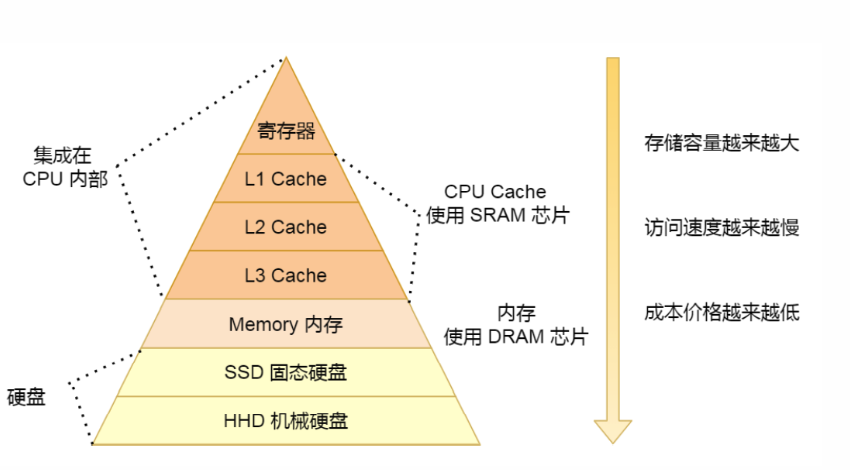 寄存器
L1 Cache
L2 Cache
L3 Cache
Memory 内存
SSD 固态硬盘
HHD 机械硬盘
集成在
CPU 内部
硬盘
CPU Cache
使用 SRAM 芯片
内存
使用 DRAM 芯片
存储容量越来越大
访问速度越来越慢
成本价格越来越低